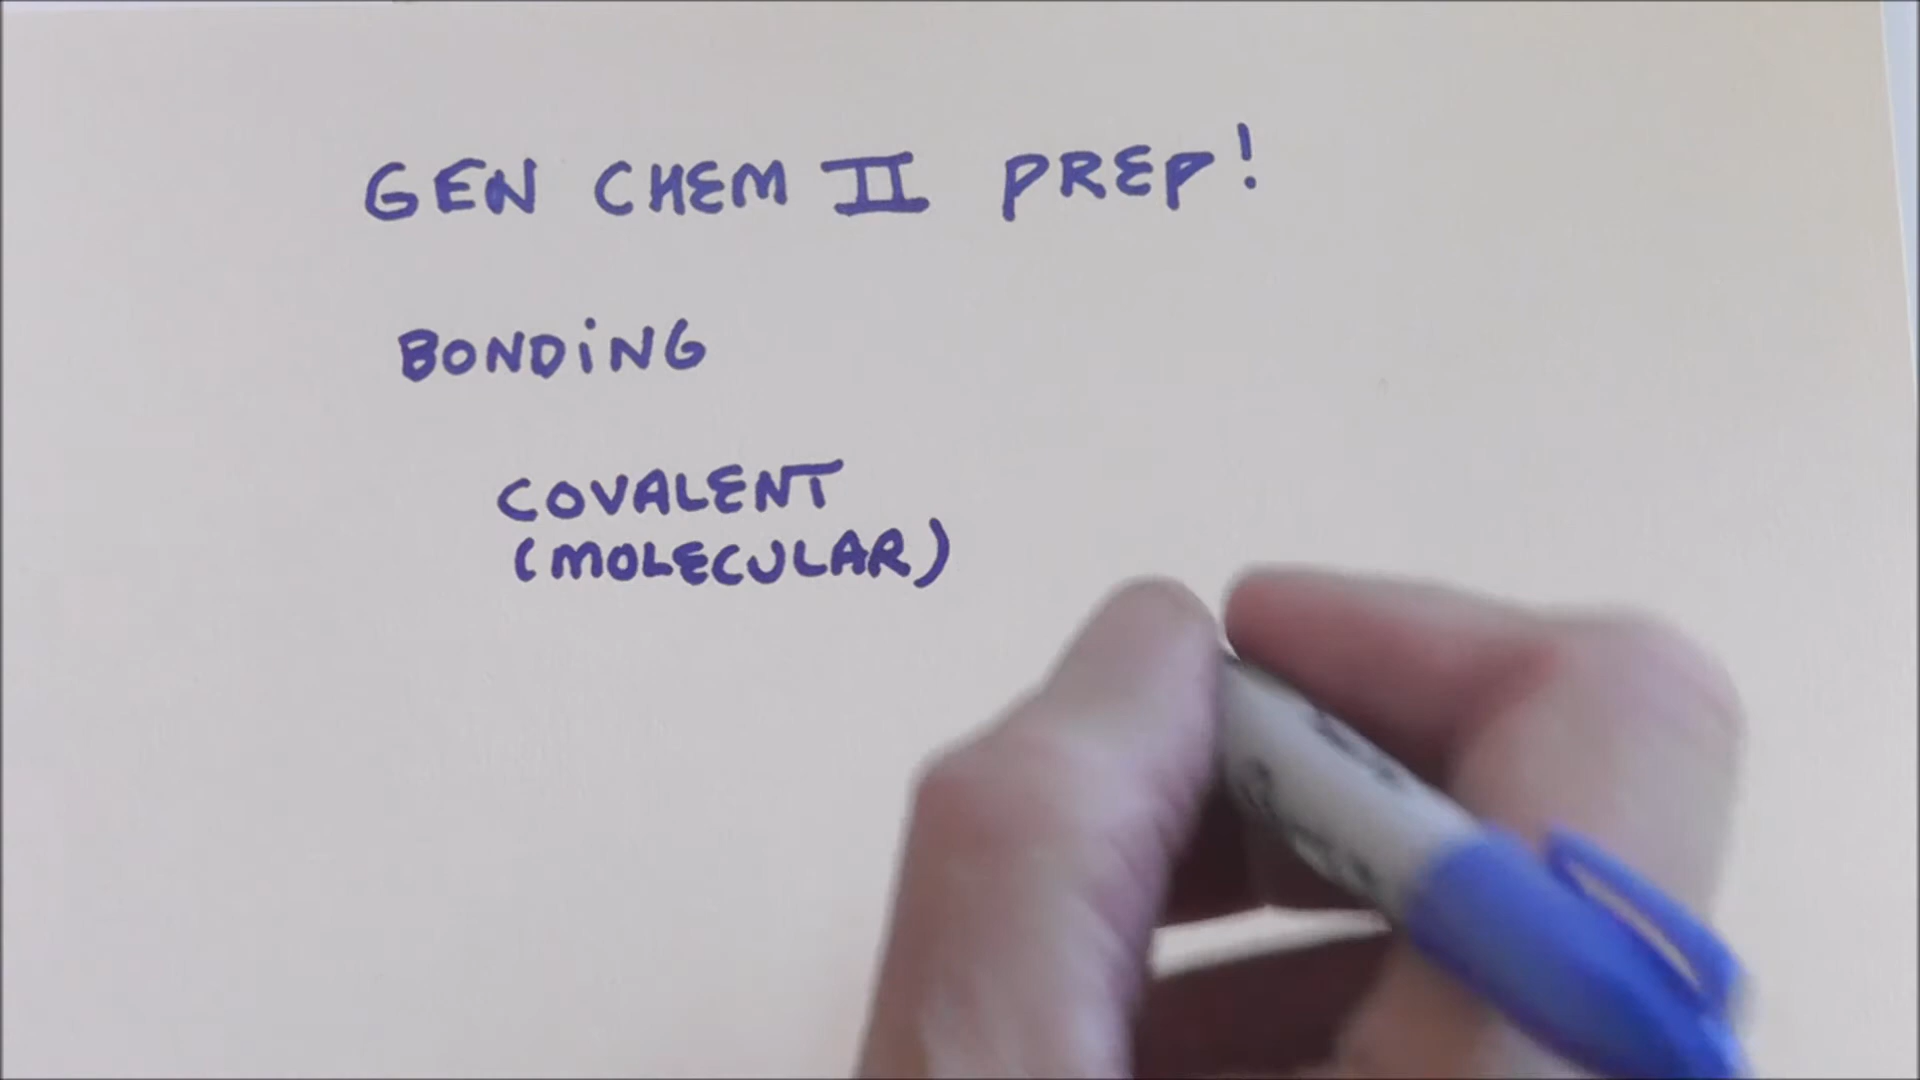 GEN CHEM II PREP!
BONDiNG
COVALENT
(MOLECULAR)